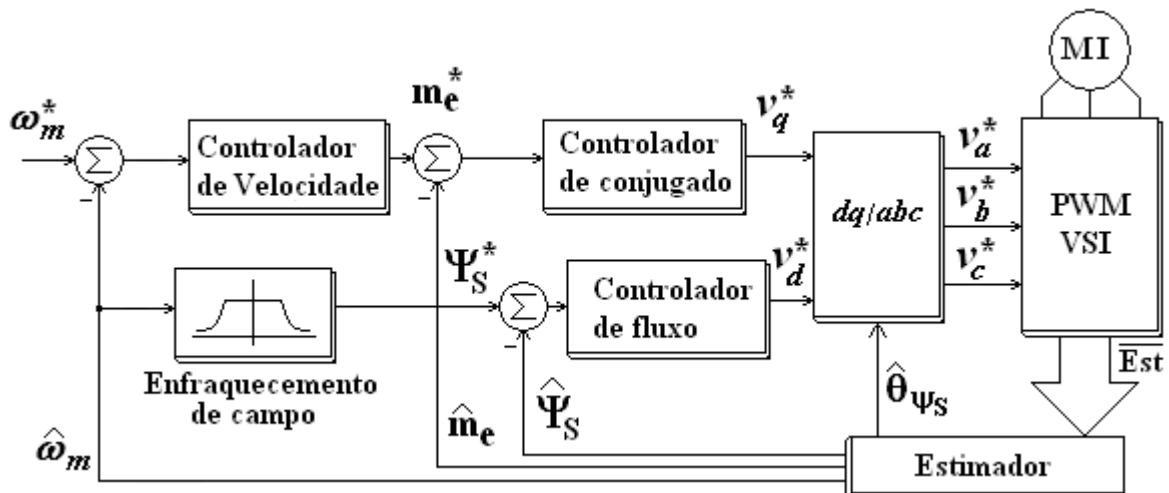 MI
ω*m
Σ
-
Controlador
de Velocidade
m*e
Σ
-
Controlador
de conjugado
v*q
dq/abc
v*a
v*b
v*c
PWM
VSI
Enfraquecemento
de campo
Ψ*S
Σ
-
Controlador
de fluxo
v*d
ω̂m
m̂e
Ψ̂S
θ̂ΨS
Est
Estimador